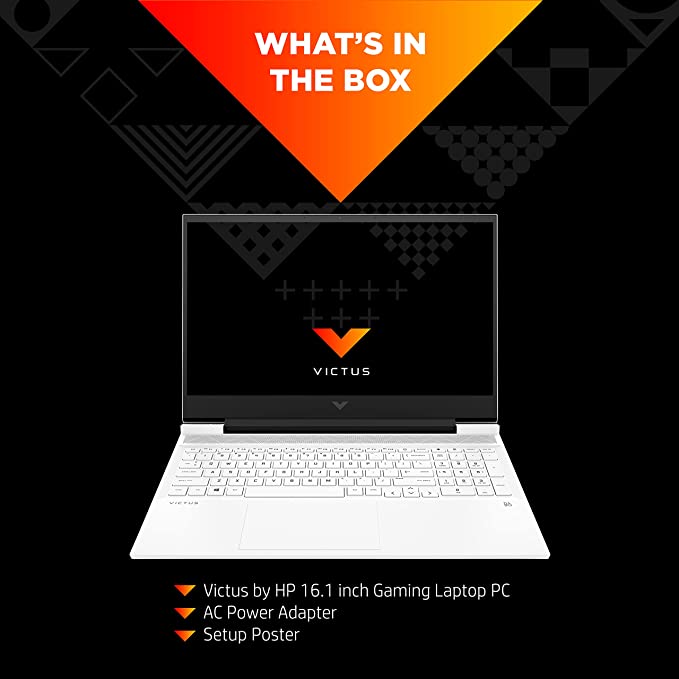 WHAT'S IN
THE BOX
VICTUS
VICTUS
Victus by HP 16.1 inch Gaming Laptop PC
AC Power Adapter
Setup Poster